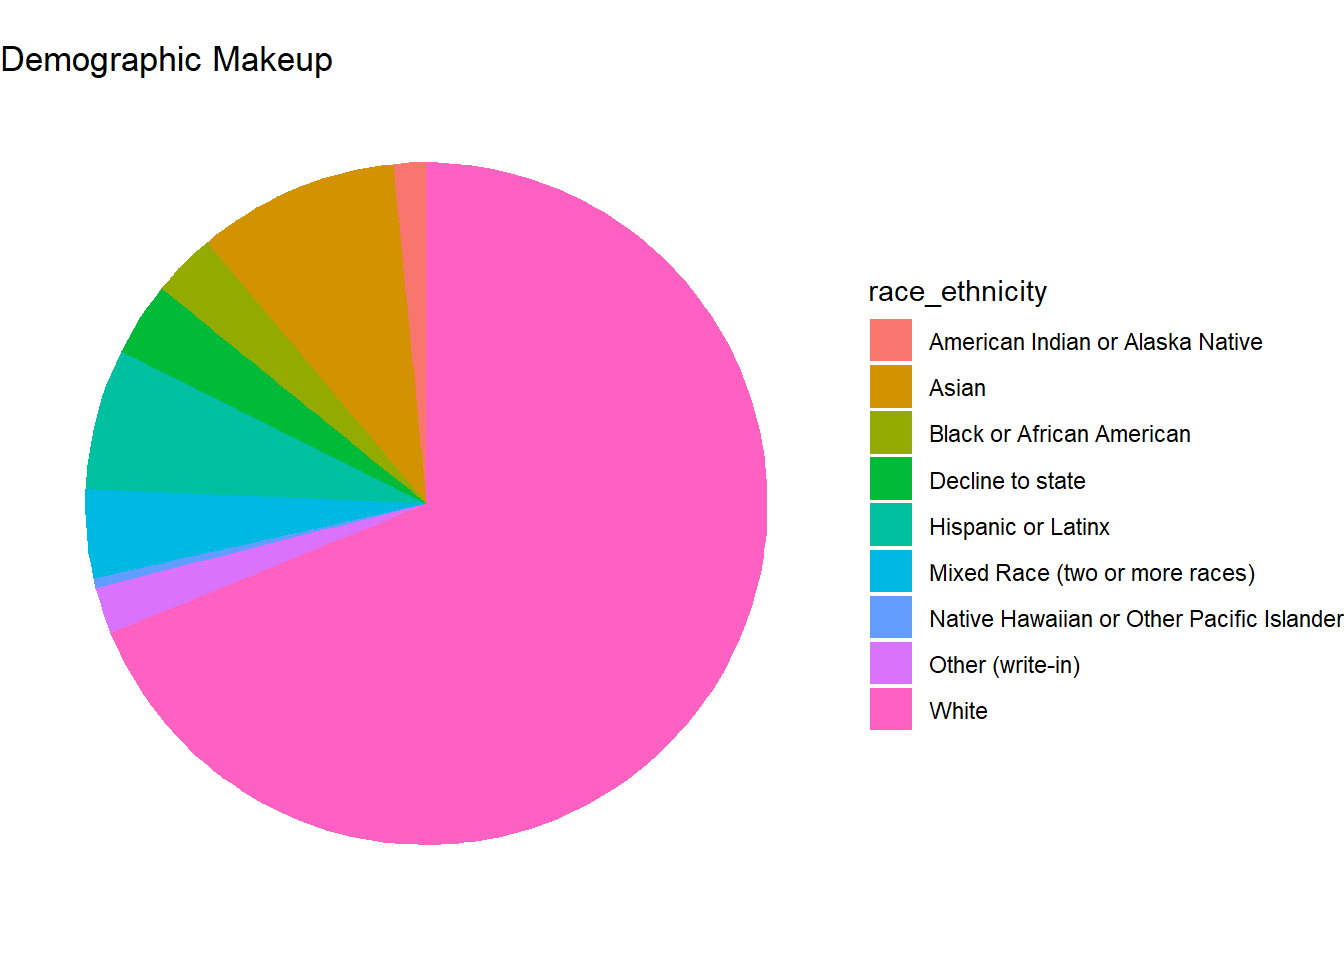 Demographic Makeup
race_ethnicity
American Indian or Alaska Native
Asian
Black or African American
Decline to state
Hispanic or Latinx
Mixed Race (two or more races)
Native Hawaiian or Other Pacific Islander
Other (write-in)
White